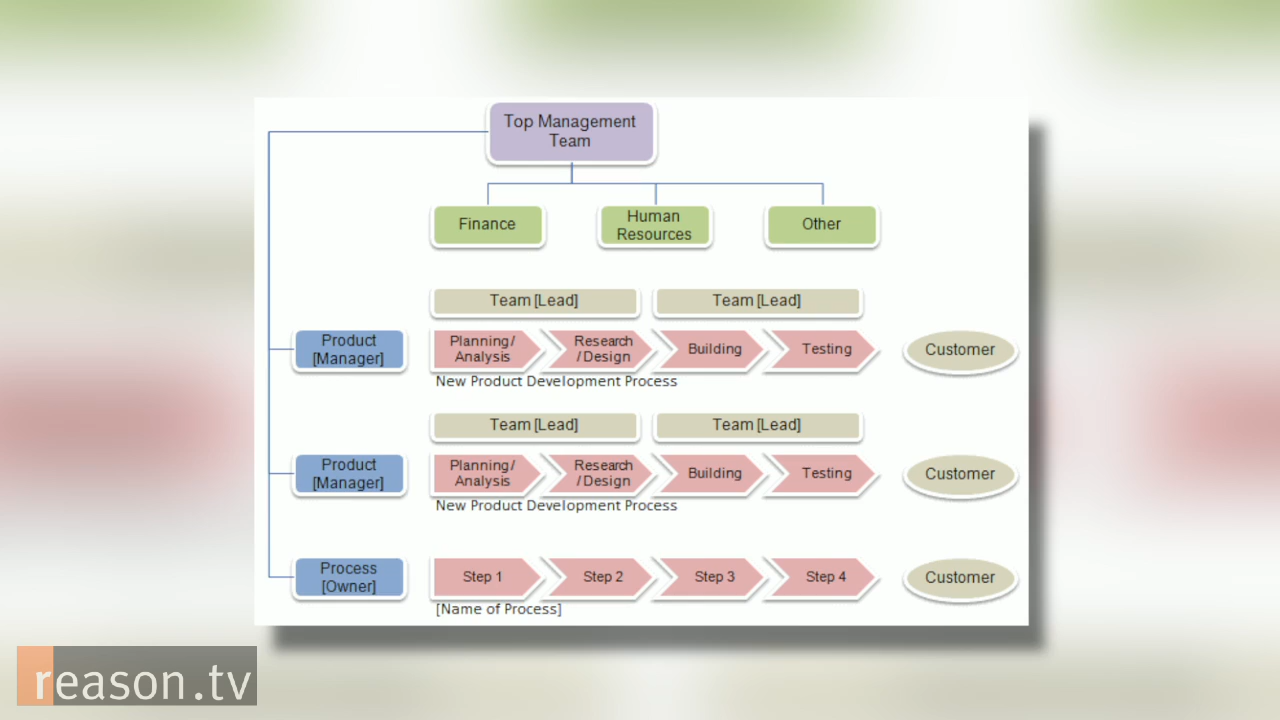 Top Management
Team
Finance
Human
Resources
Other
Team [Lead]
Team [Lead]
Product
[Manager]
Planning/
Analysis
Research
/Design
Building
Testing
Customer
New Product Development Process
Team [Lead]
Team [Lead]
Product
[Manager]
Planning/
Analysis
Research
/Design
Building
Testing
Customer
New Product Development Process
Process
[Owner]
Step 1
Step 2
Step 3
Step 4
Customer
[Name of Process]
reason.tv